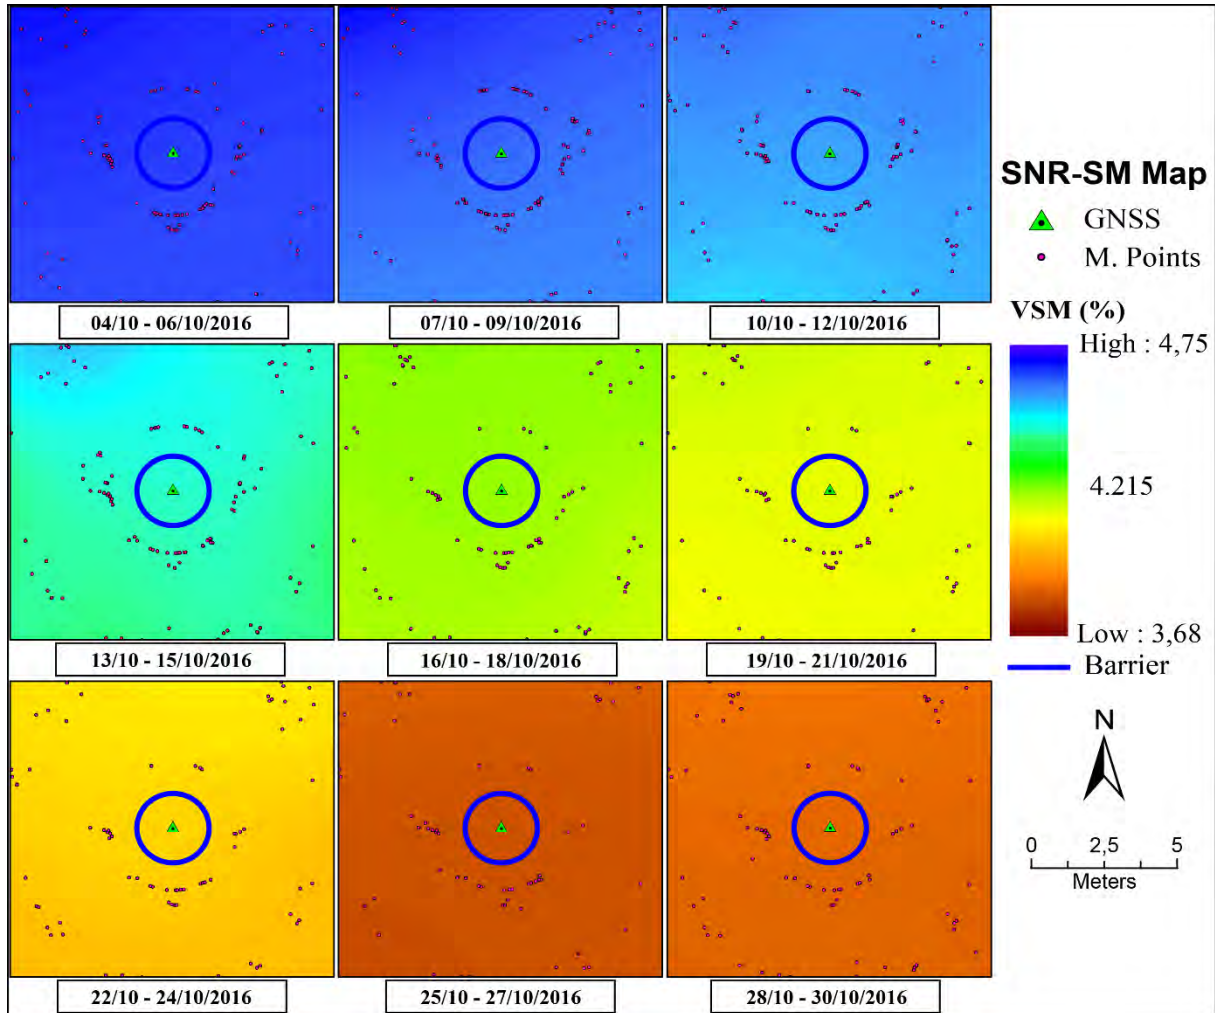 04/10 - 06/10/2016
07/10 - 09/10/2016
10/10 - 12/10/2016
13/10 - 15/10/2016
16/10 - 18/10/2016
19/10 - 21/10/2016
22/10 - 24/10/2016
25/10 - 27/10/2016
28/10 - 30/10/2016
SNR-SM Map
GNSS
M. Points
VSM (%)
High : 4,75
4.215
Low : 3,68
Barrier
N
0 2,5 5
Meters